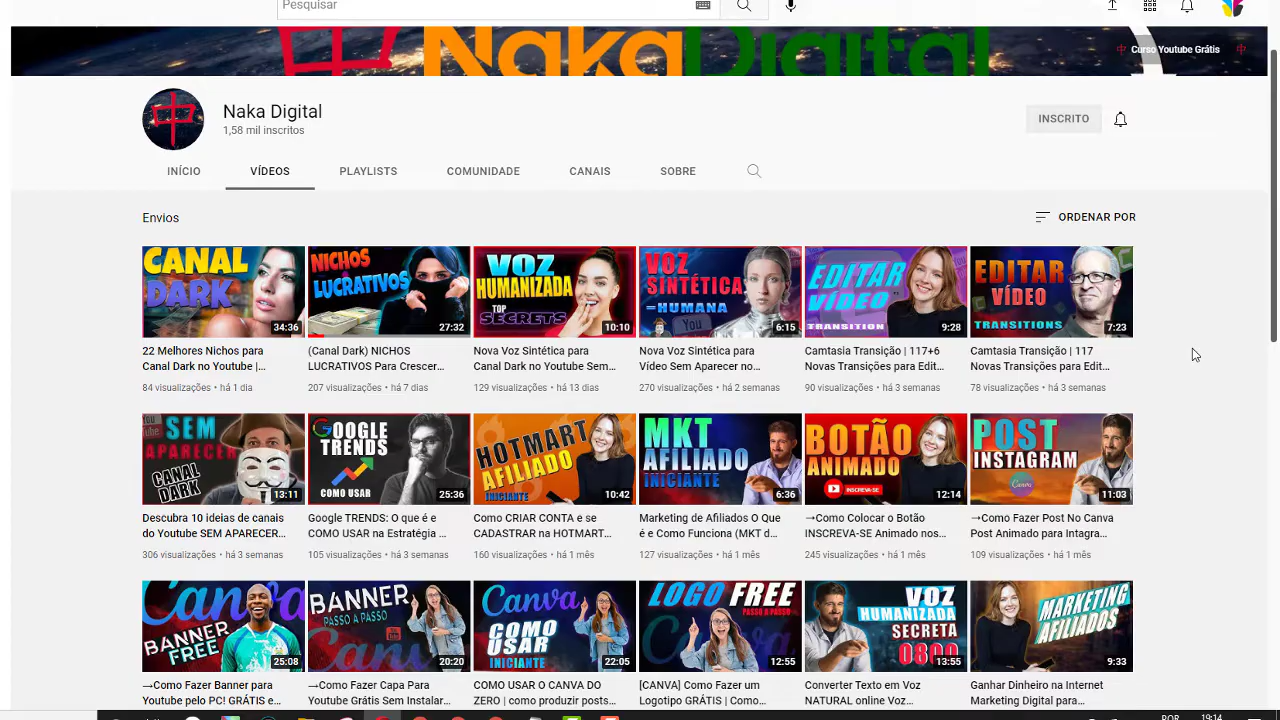 Pesquisar
NakaDigital
Curso Youtube Grátis
Naka Digital
1,58 mil inscritos
INSCRITO
INÍCIO
VÍDEOS
PLAYLISTS
COMUNIDADE
CANAIS
SOBRE
Envios
ORDENAR POR
CANAL
DARK
34:36
NICHOS
LUCRATIVOS
27:32
VOZ
HUMANIZADA
TOP
SECRETS
10:10
VOZ
SINTÉTICA
=HUMANA
You
6:15
EDITAR
VÍDEO
TRANSITION
9:28
EDITAR
VÍDEO
TRANSITIONS
7:23
22 Melhores Nichos para
Canal Dark no Youtube |...
84 visualizações • há 1 dia
(Canal Dark) NICHOS
LUCRATIVOS Para Crescer...
207 visualizações • há 7 dias
Nova Voz Sintética para
Canal Dark no Youtube Sem...
129 visualizações • há 13 dias
Nova Voz Sintética para
Vídeo Sem Aparecer no...
270 visualizações • há 2 semanas
Camtasia Transição | 117+6
Novas Transições para Edit...
90 visualizações • há 3 semanas
Camtasia Transição | 117
Novas Transições para Edit...
78 visualizações • há 3 semanas
You
SEM
APARECER
CANAL
DARK
13:11
GOOGLE
TRENDS
COMO USAR
25:36
HOTMART
AFILIADO
INICIANTE
10:42
MKT
AFILIADO
INICIANTE
6:36
BOTÃO
ANIMADO
INSCREVA-SE
12:14
POST
INSTAGRAM
Canva
11:03
Descubra 10 ideias de canais
do Youtube SEM APARECER...
306 visualizações • há 3 semanas
Google TRENDS: O que é e
COMO USAR na Estratégia ...
105 visualizações • há 3 semanas
Como CRIAR CONTA e se
CADASTRAR na HOTMART...
160 visualizações • há 1 mês
Marketing de Afiliados O Que
é e Como Funciona (MKT d...
127 visualizações • há 1 mês
→Como Colocar o Botão
INSCREVA-SE Animado nos...
245 visualizações • há 1 mês
→Como Fazer Post No Canva
Post Animado para Intagra...
109 visualizações • há 1 mês
Canva
BANNER
FREE
25:08
BANNER
PASSO A PASSO
Canva
20:20
Canva
COMO
USAR
INICIANTE
22:05
LOGO FREE
PASSO A PASSO
Canva
12:55
VOZ
HUMANIZADA
SECRETA
0800
13:55
MARKETING
AFILIADOS
9:33
→Como Fazer Banner para
Youtube pelo PC! GRÁTIS e...
→Como Fazer Capa Para
Youtube Grátis Sem Instalar...
COMO USAR O CANVA DO
ZERO | como produzir posts...
[CANVA] Como Fazer um
Logotipo GRÁTIS | Como...
Converter Texto em Voz
NATURAL online Voz...
Ganhar Dinheiro na Internet
Marketing Digital para...
POR
19:14